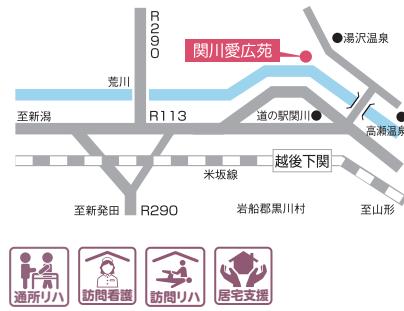 R290
湯沢温泉
関川愛広苑
荒川
至新潟
R113
道の駅関川
高瀬温泉
越後下関
米坂線
至新発田
R290
岩船郡黒川村
至山形
通所リハ
訪問看護
訪問リハ
居宅支援